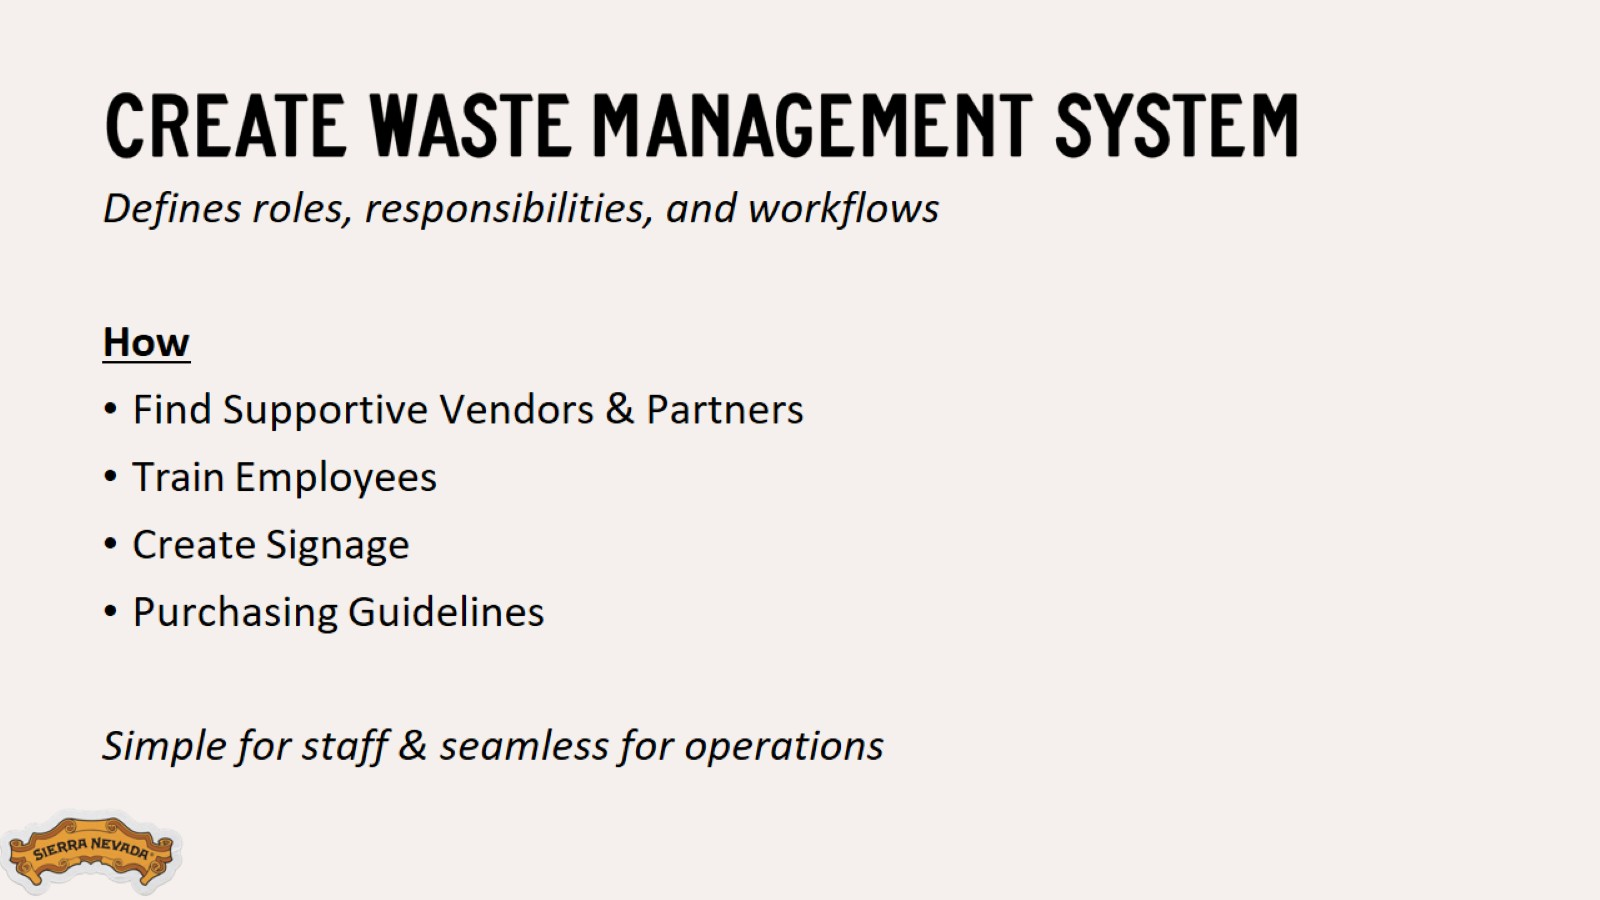 CREATE WASTE MANAGEMENT SYSTEM
Defines roles, responsibilities, and workflows
How
• Find Supportive Vendors & Partners
• Train Employees
• Create Signage
• Purchasing Guidelines
Simple for staff & seamless for operations
SIERRA NEVADA